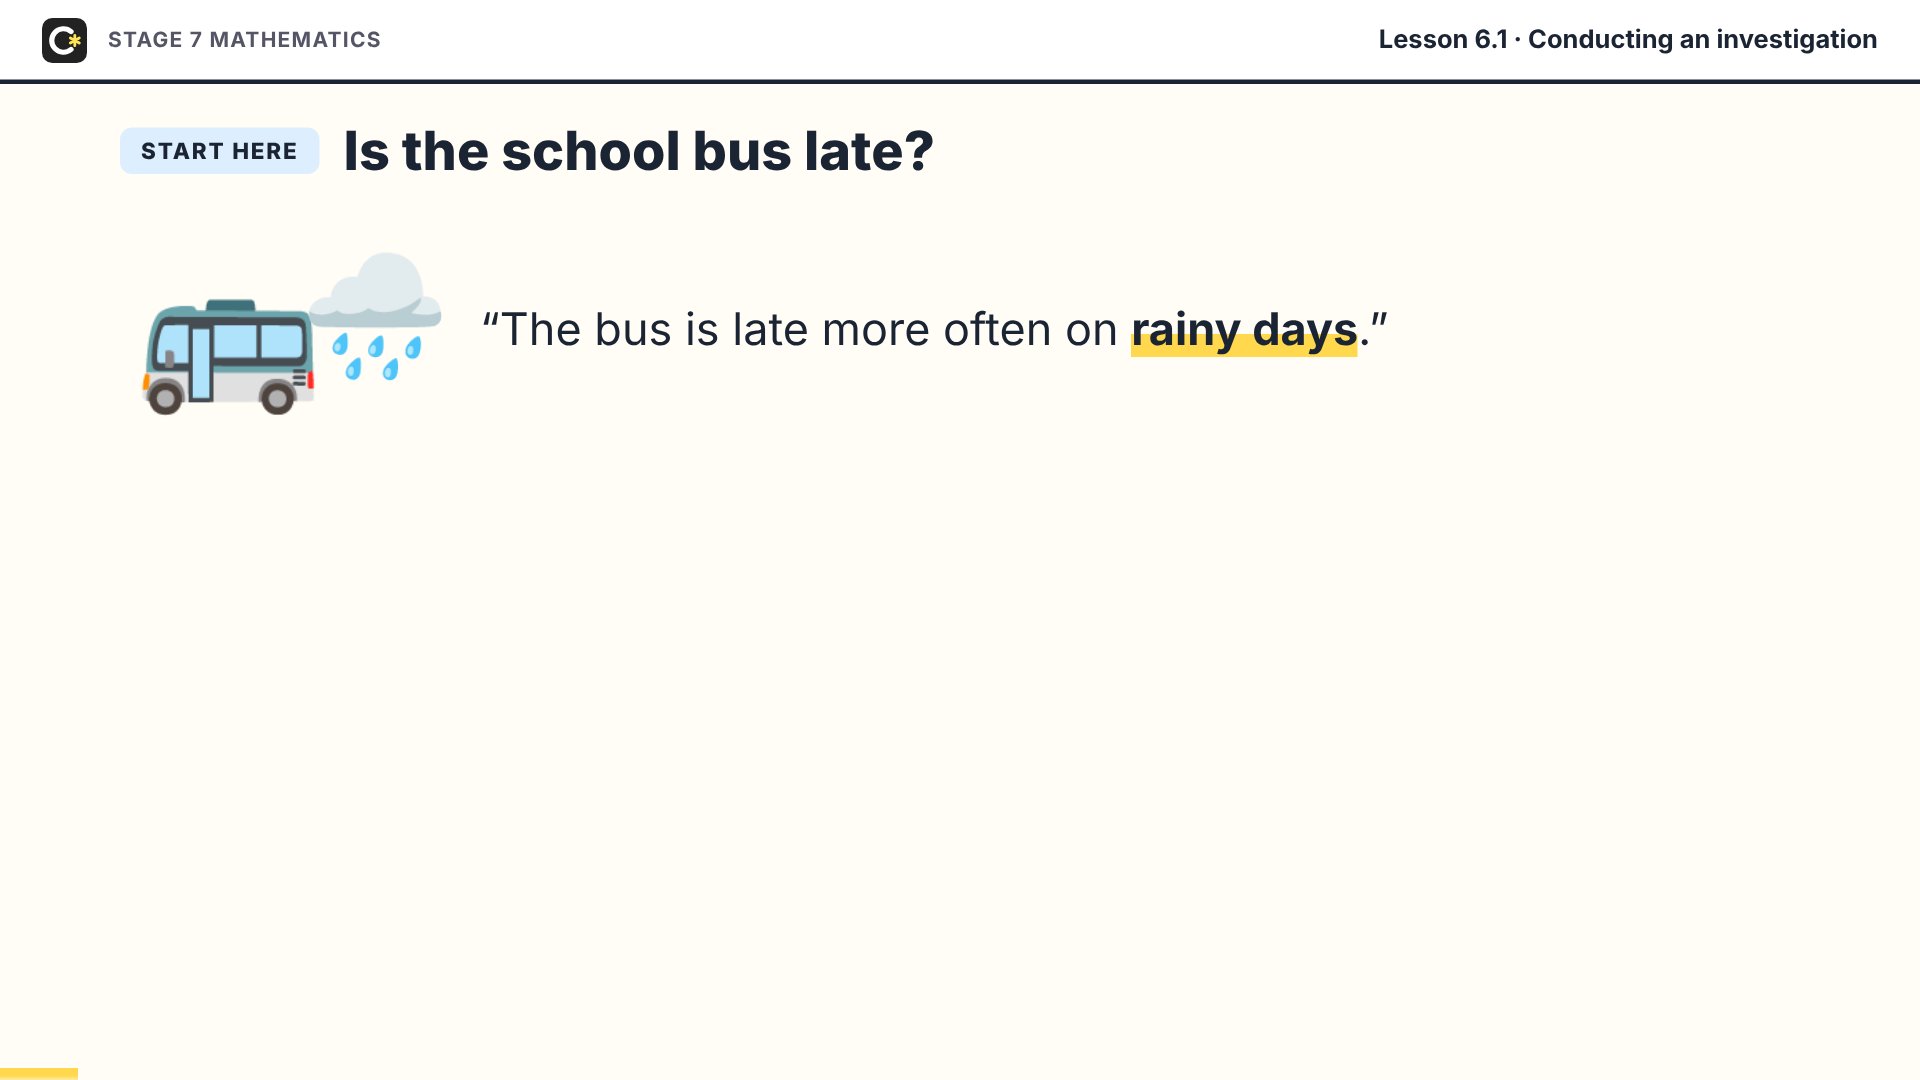 STAGE 7 MATHEMATICS
Lesson 6.1 · Conducting an investigation
START HERE
Is the school bus late?
“The bus is late more often on rainy days.”